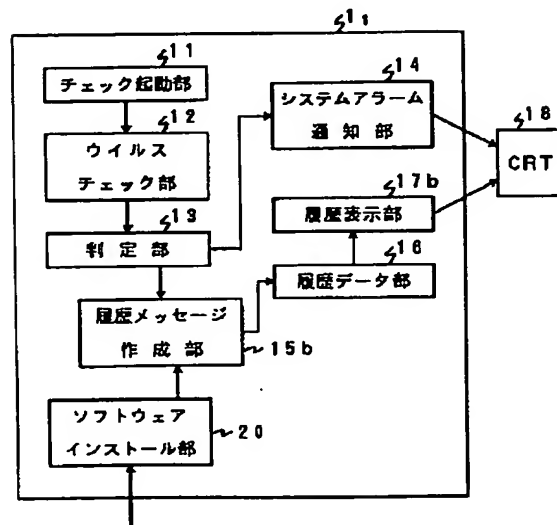 1₁
11
チェック起動部
12
ウイルス
チェック部
13
判定部
14
システムアラーム
通知部
18
CRT
17b
履歴表示部
16
履歴データ部
履歴メッセージ
作成部
15b
ソフトウェア
インストール部
20